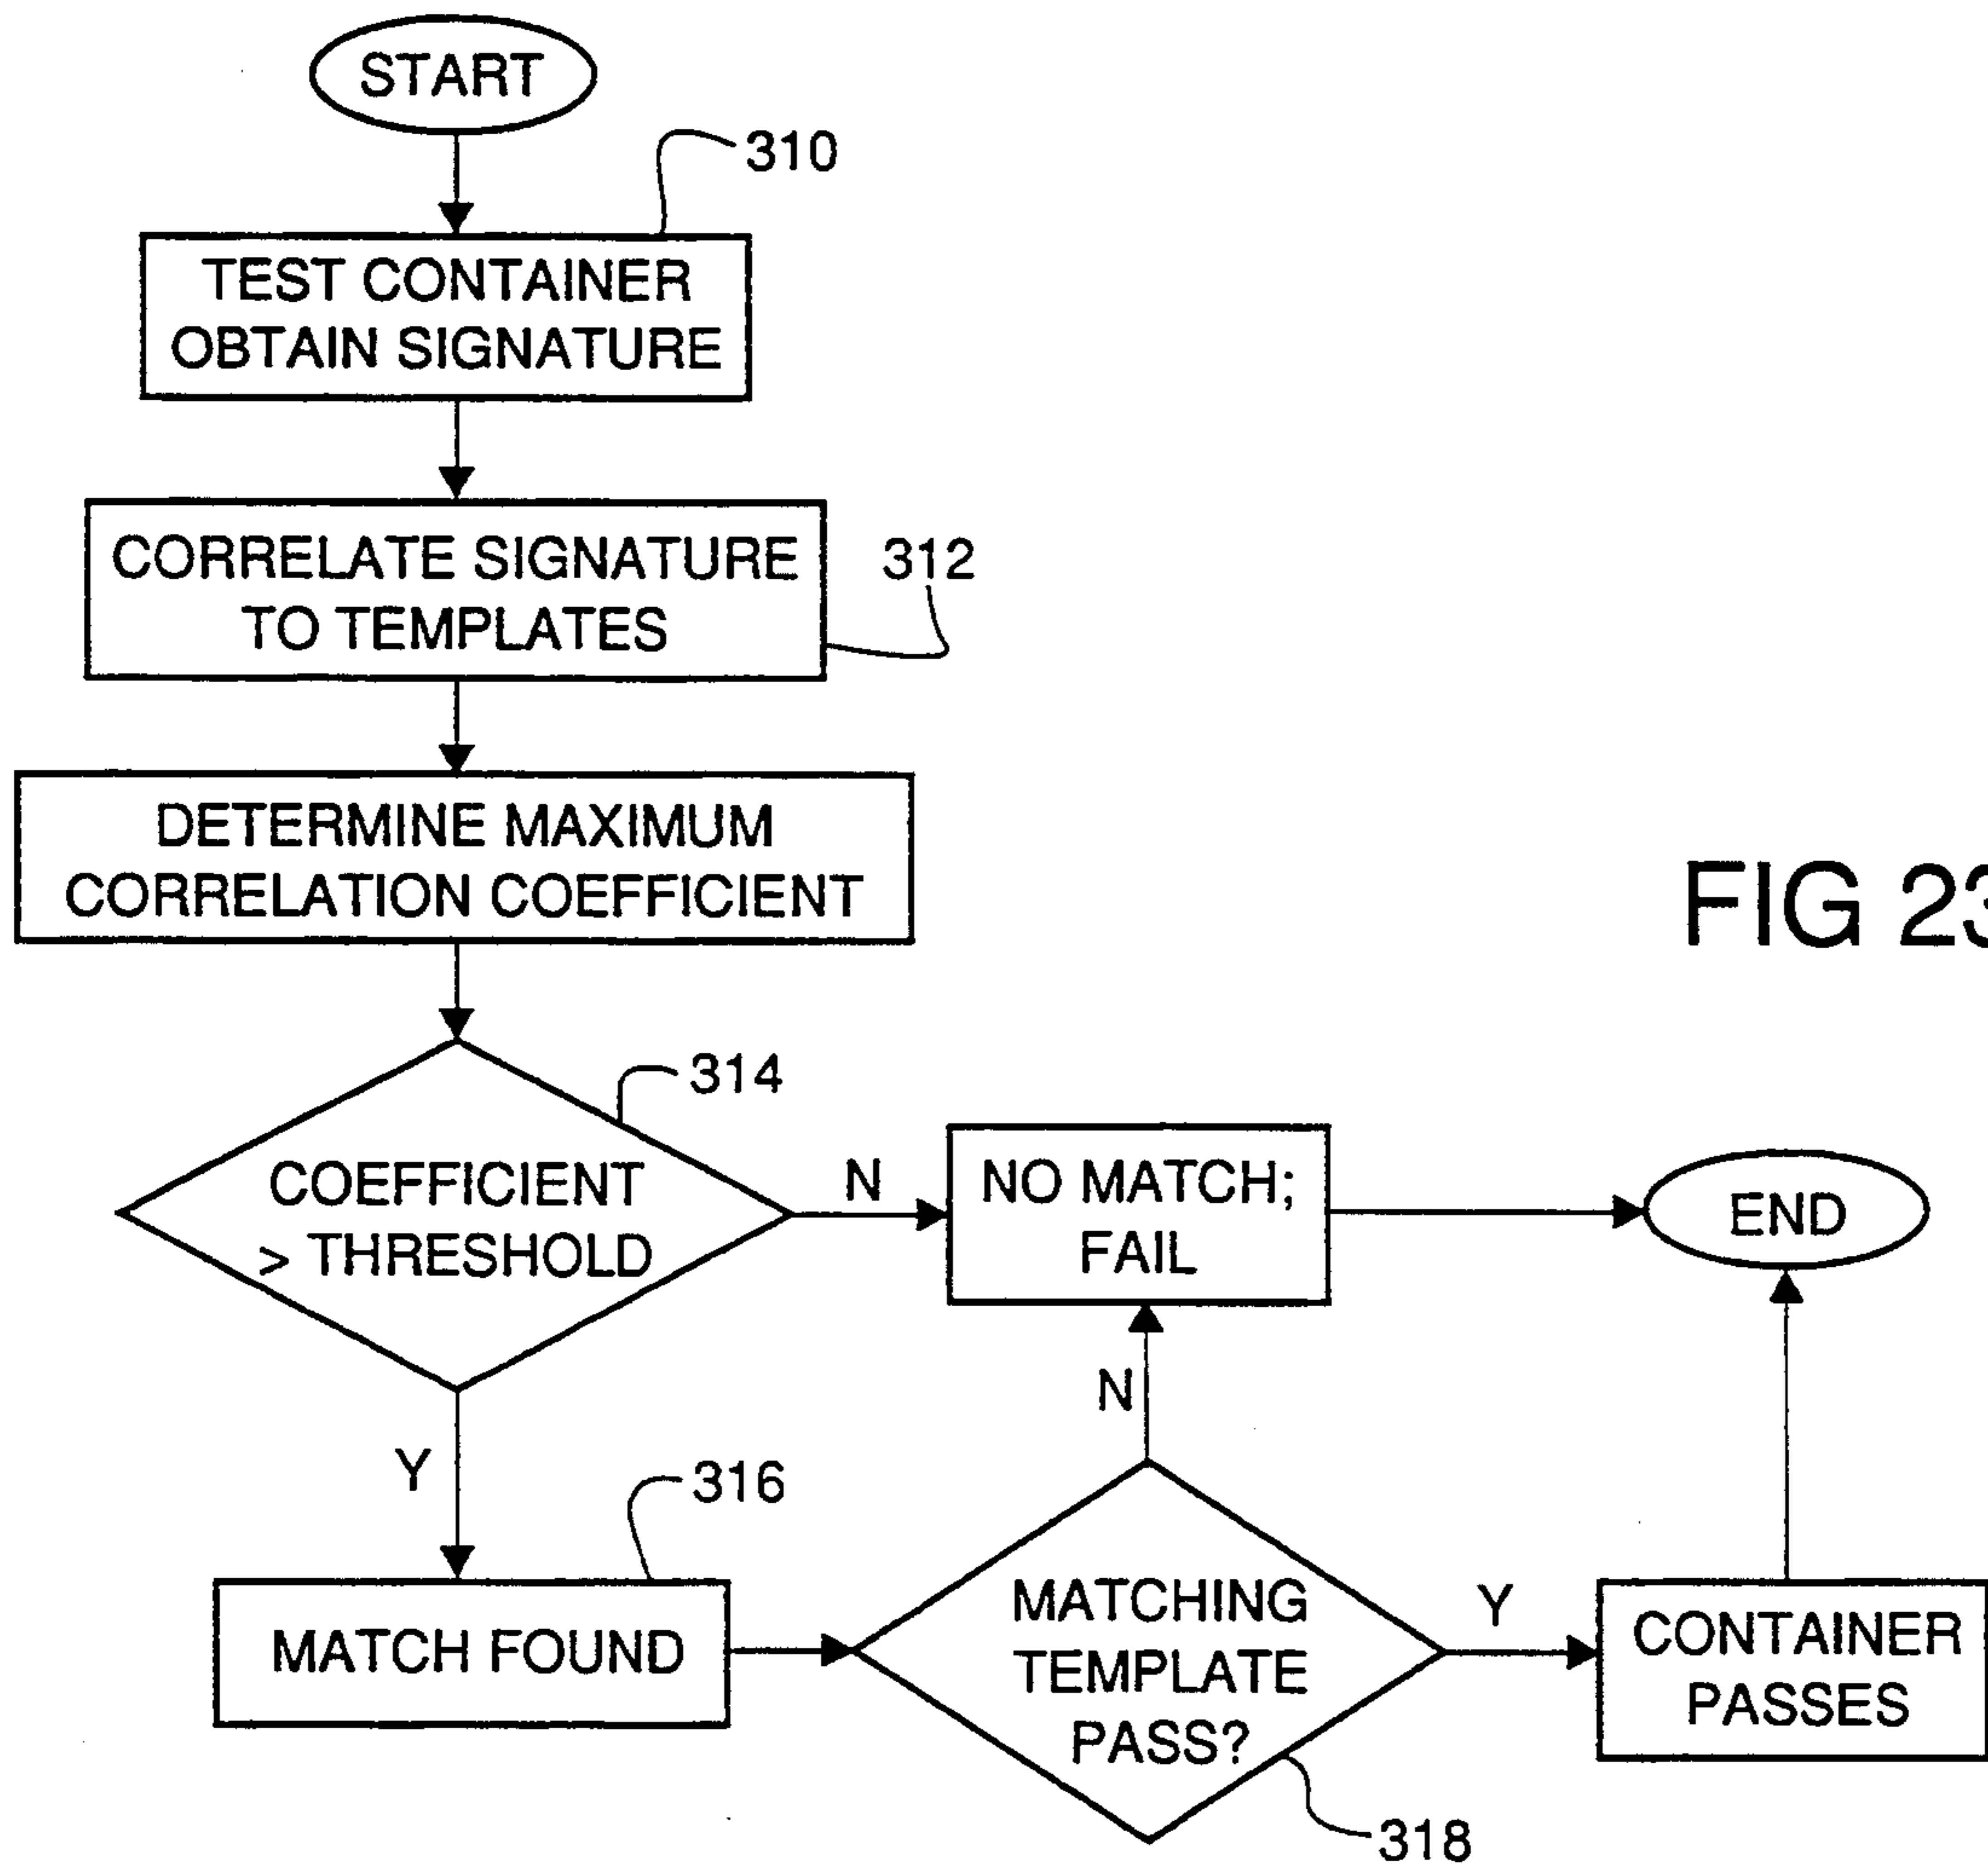 START
310
TEST CONTAINER
OBTAIN SIGNATURE
CORRELATE SIGNATURE
TO TEMPLATES
312
DETERMINE MAXIMUM
CORRELATION COEFFICIENT
FIG 23
314
COEFFICIENT
> THRESHOLD
N
NO MATCH;
FAIL
END
Y
N
316
MATCH FOUND
MATCHING
TEMPLATE
PASS?
Y
CONTAINER
PASSES
318